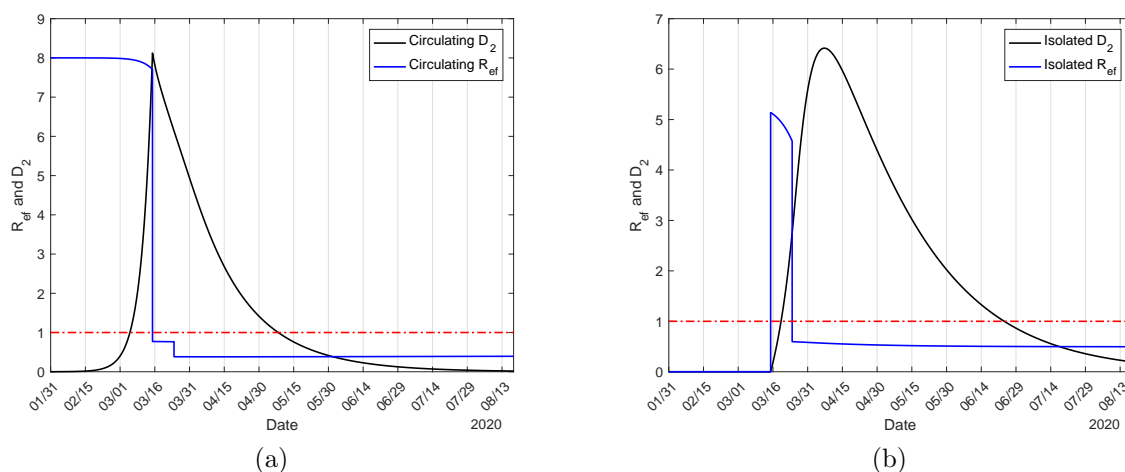 9
8
7
6
5
4
3
2
1
0
R_ef and D_2
Circulating D_2
Circulating R_ef
01/31 02/15 03/01 03/16 03/31 04/15 04/30 05/15 05/30 06/14 06/29 07/14 07/29 08/13
Date
2020
(a)
7
6
5
4
3
2
1
0
R_ef and D_2
Isolated D_2
Isolated R_ef
01/31 02/15 03/01 03/16 03/31 04/15 04/30 05/15 05/30 06/14 06/29 07/14 07/29 08/13
Date
2020
(b)